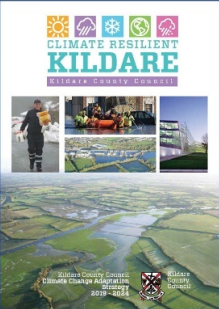 CLIMATE RESILIENT
KILDARE
Kildare County Council
Kildare County Council
Climate Change Adaptation
Strategy
2019 - 2024
Kildare
County
Council